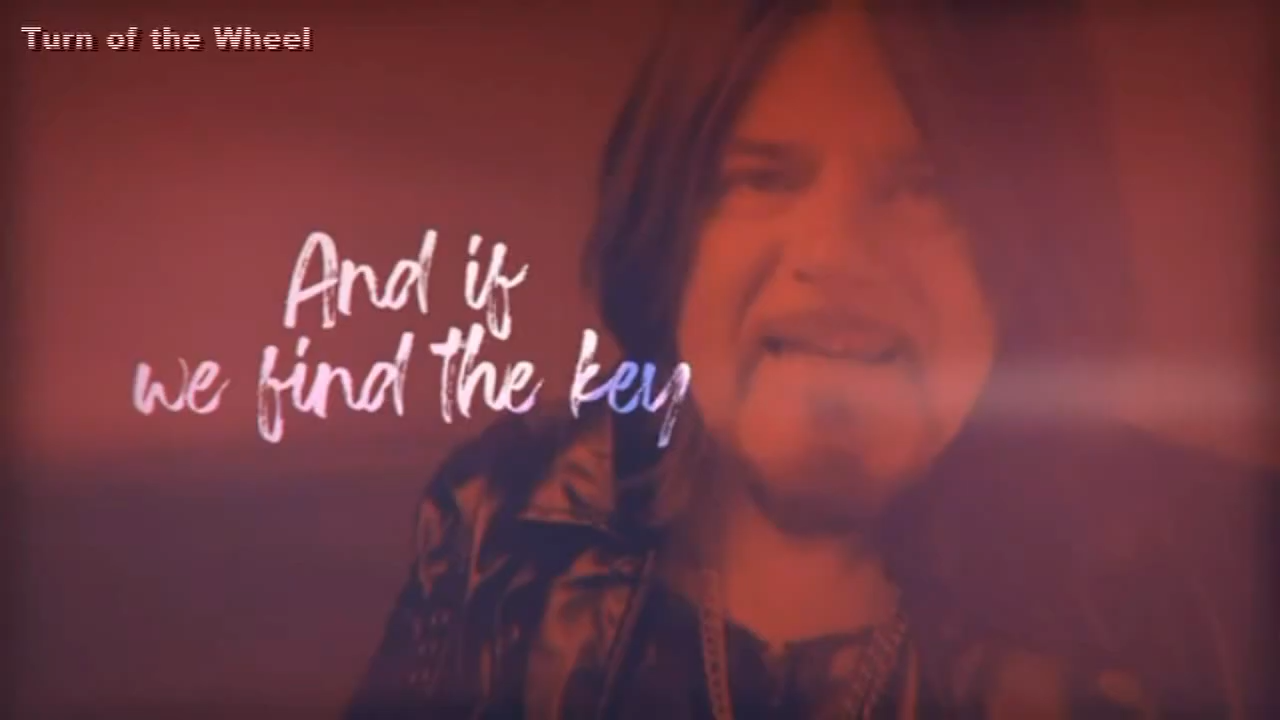 Turn of the Wheel
And if
we find the key